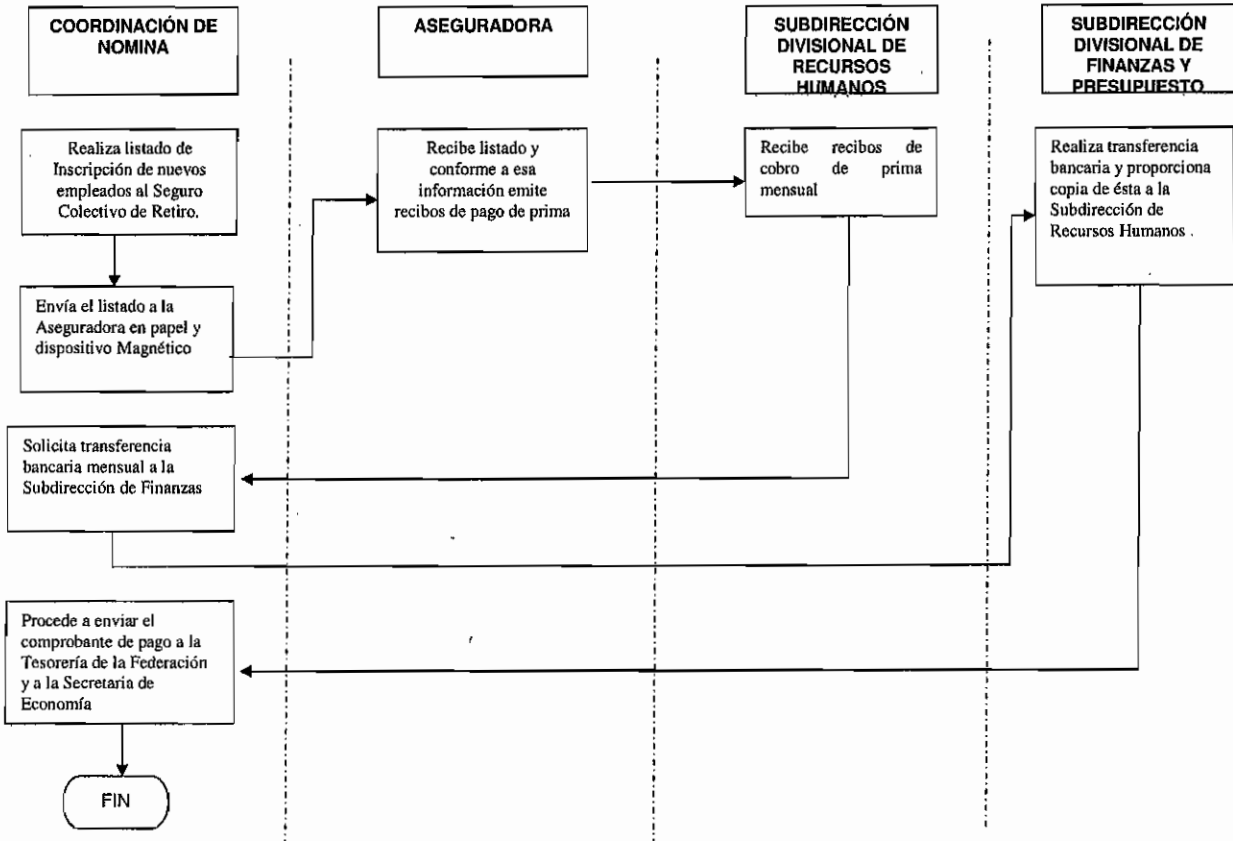 COORDINACIÓN DE
NOMINA
ASEGURADORA
SUBDIRECCIÓN
DIVISIONAL DE
RECURSOS
HUMANOS
SUBDIRECCIÓN
DIVISIONAL DE
FINANZAS Y
PRESUPUESTO
Realiza listado de
Inscripción de nuevos
empleados al Seguro
Colectivo de Retiro.
Recibe listado y
conforme a esa
información emite
recibos de pago de prima
Recibe recibos de
cobro de prima
mensual
Realiza transferencia
bancaria y proporciona
copia de ésta a la
Subdirección de
Recursos Humanos .
Envía el listado a la
Aseguradora en papel y
dispositivo Magnético
Solicita transferencia
bancaria mensual a la
Subdirección de Finanzas
Procede a enviar el
comprobante de pago a la
Tesorería de la Federación
y a la Secretaria de
Economía
FIN